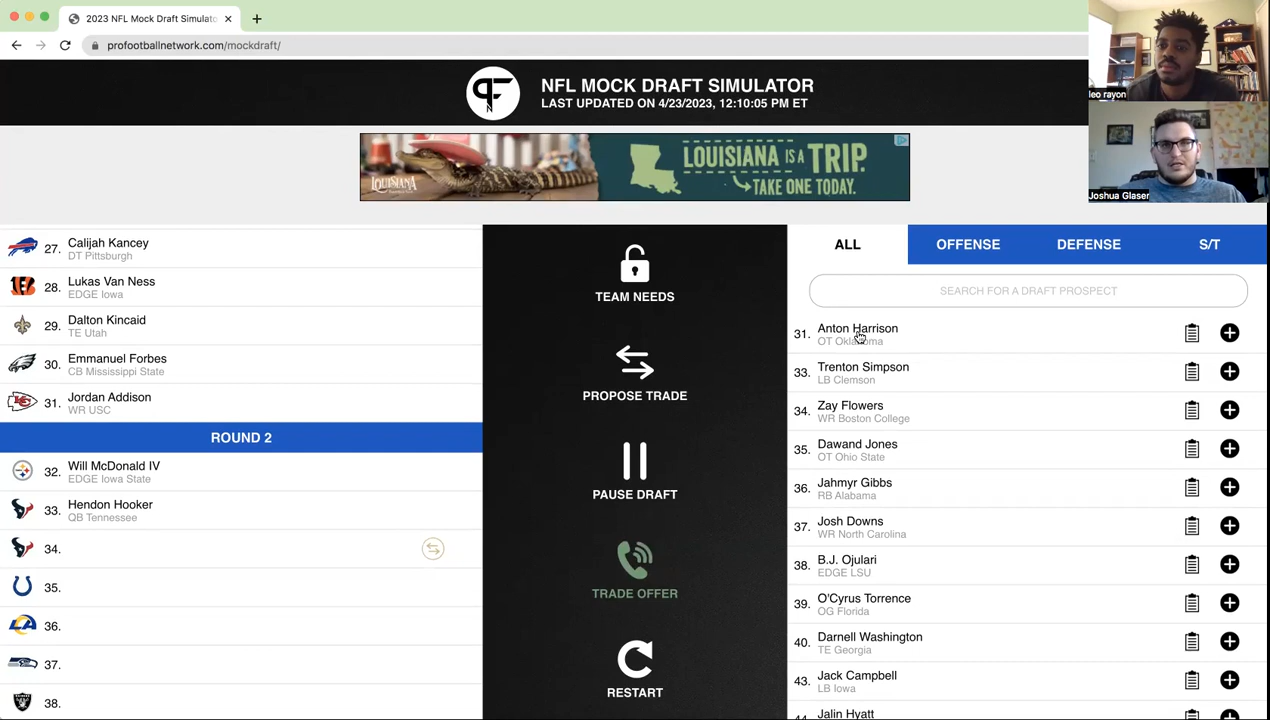 2023 NFL Mock Draft Simulato
profootballnetwork.com/mockdraft/
PF
N
NFL MOCK DRAFT SIMULATOR
LAST UPDATED ON 4/23/2023, 12:10:05 PM ET
leo rayon
Joshua Glaser
LOUISIANA
LOUISIANA IS A TRIP.
TAKE ONE TODAY.
27. Calijah Kancey
DT Pittsburgh
28. Lukas Van Ness
EDGE Iowa
29. Dalton Kincaid
TE Utah
30. Emmanuel Forbes
CB Mississippi State
31. Jordan Addison
WR USC
ROUND 2
32. Will McDonald IV
EDGE Iowa State
33. Hendon Hooker
QB Tennessee
34.
35.
36.
37.
38.
TEAM NEEDS
PROPOSE TRADE
PAUSE DRAFT
TRADE OFFER
RESTART
ALL
OFFENSE
DEFENSE
S/T
SEARCH FOR A DRAFT PROSPECT
31. Anton Harrison
OT Oklahoma
33. Trenton Simpson
LB Clemson
34. Zay Flowers
WR Boston College
35. Dawand Jones
OT Ohio State
36. Jahmyr Gibbs
RB Alabama
37. Josh Downs
WR North Carolina
38. B.J. Ojulari
EDGE LSU
39. O'Cyrus Torrence
OG Florida
40. Darnell Washington
TE Georgia
43. Jack Campbell
LB Iowa
44. Jalin Hyatt